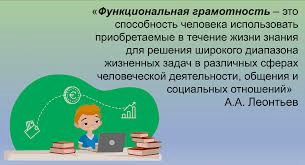 «Функциональная грамотность – это
способность человека использовать
приобретаемые в течение жизни знания
для решения широкого диапазона
жизненных задач в различных сферах
человеческой деятельности, общения и
социальных отношений»
А.А. Леонтьев